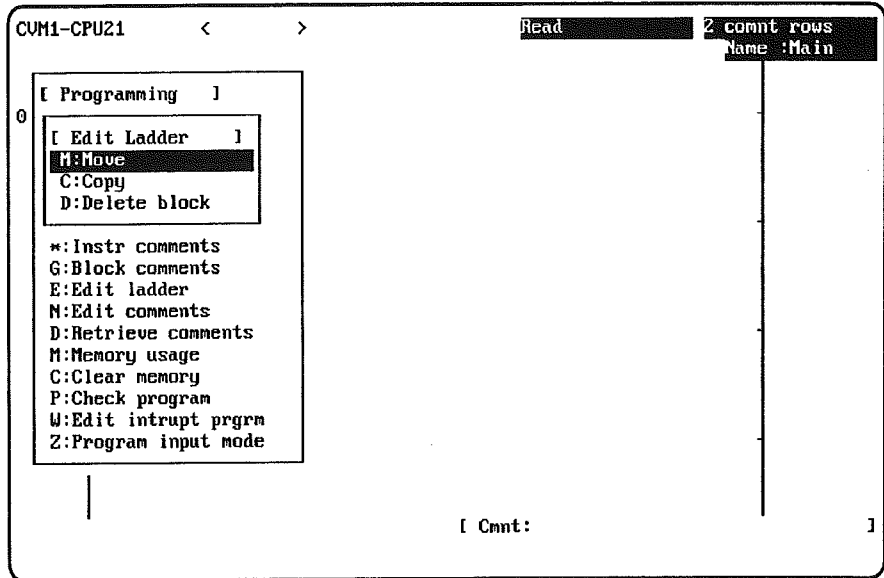 CVM1-CPU21 < > Read 2 comnt rows
Name :Main
[ Programming ]
0
[ Edit Ladder ]
M:Move
C:Copy
D:Delete block
*:Instr comments
G:Block comments
E:Edit ladder
N:Edit comments
D:Retrieve comments
M:Memory usage
C:Clear memory
P:Check program
W:Edit intrupt prgrm
Z:Program input mode
[ Cmnt: ]